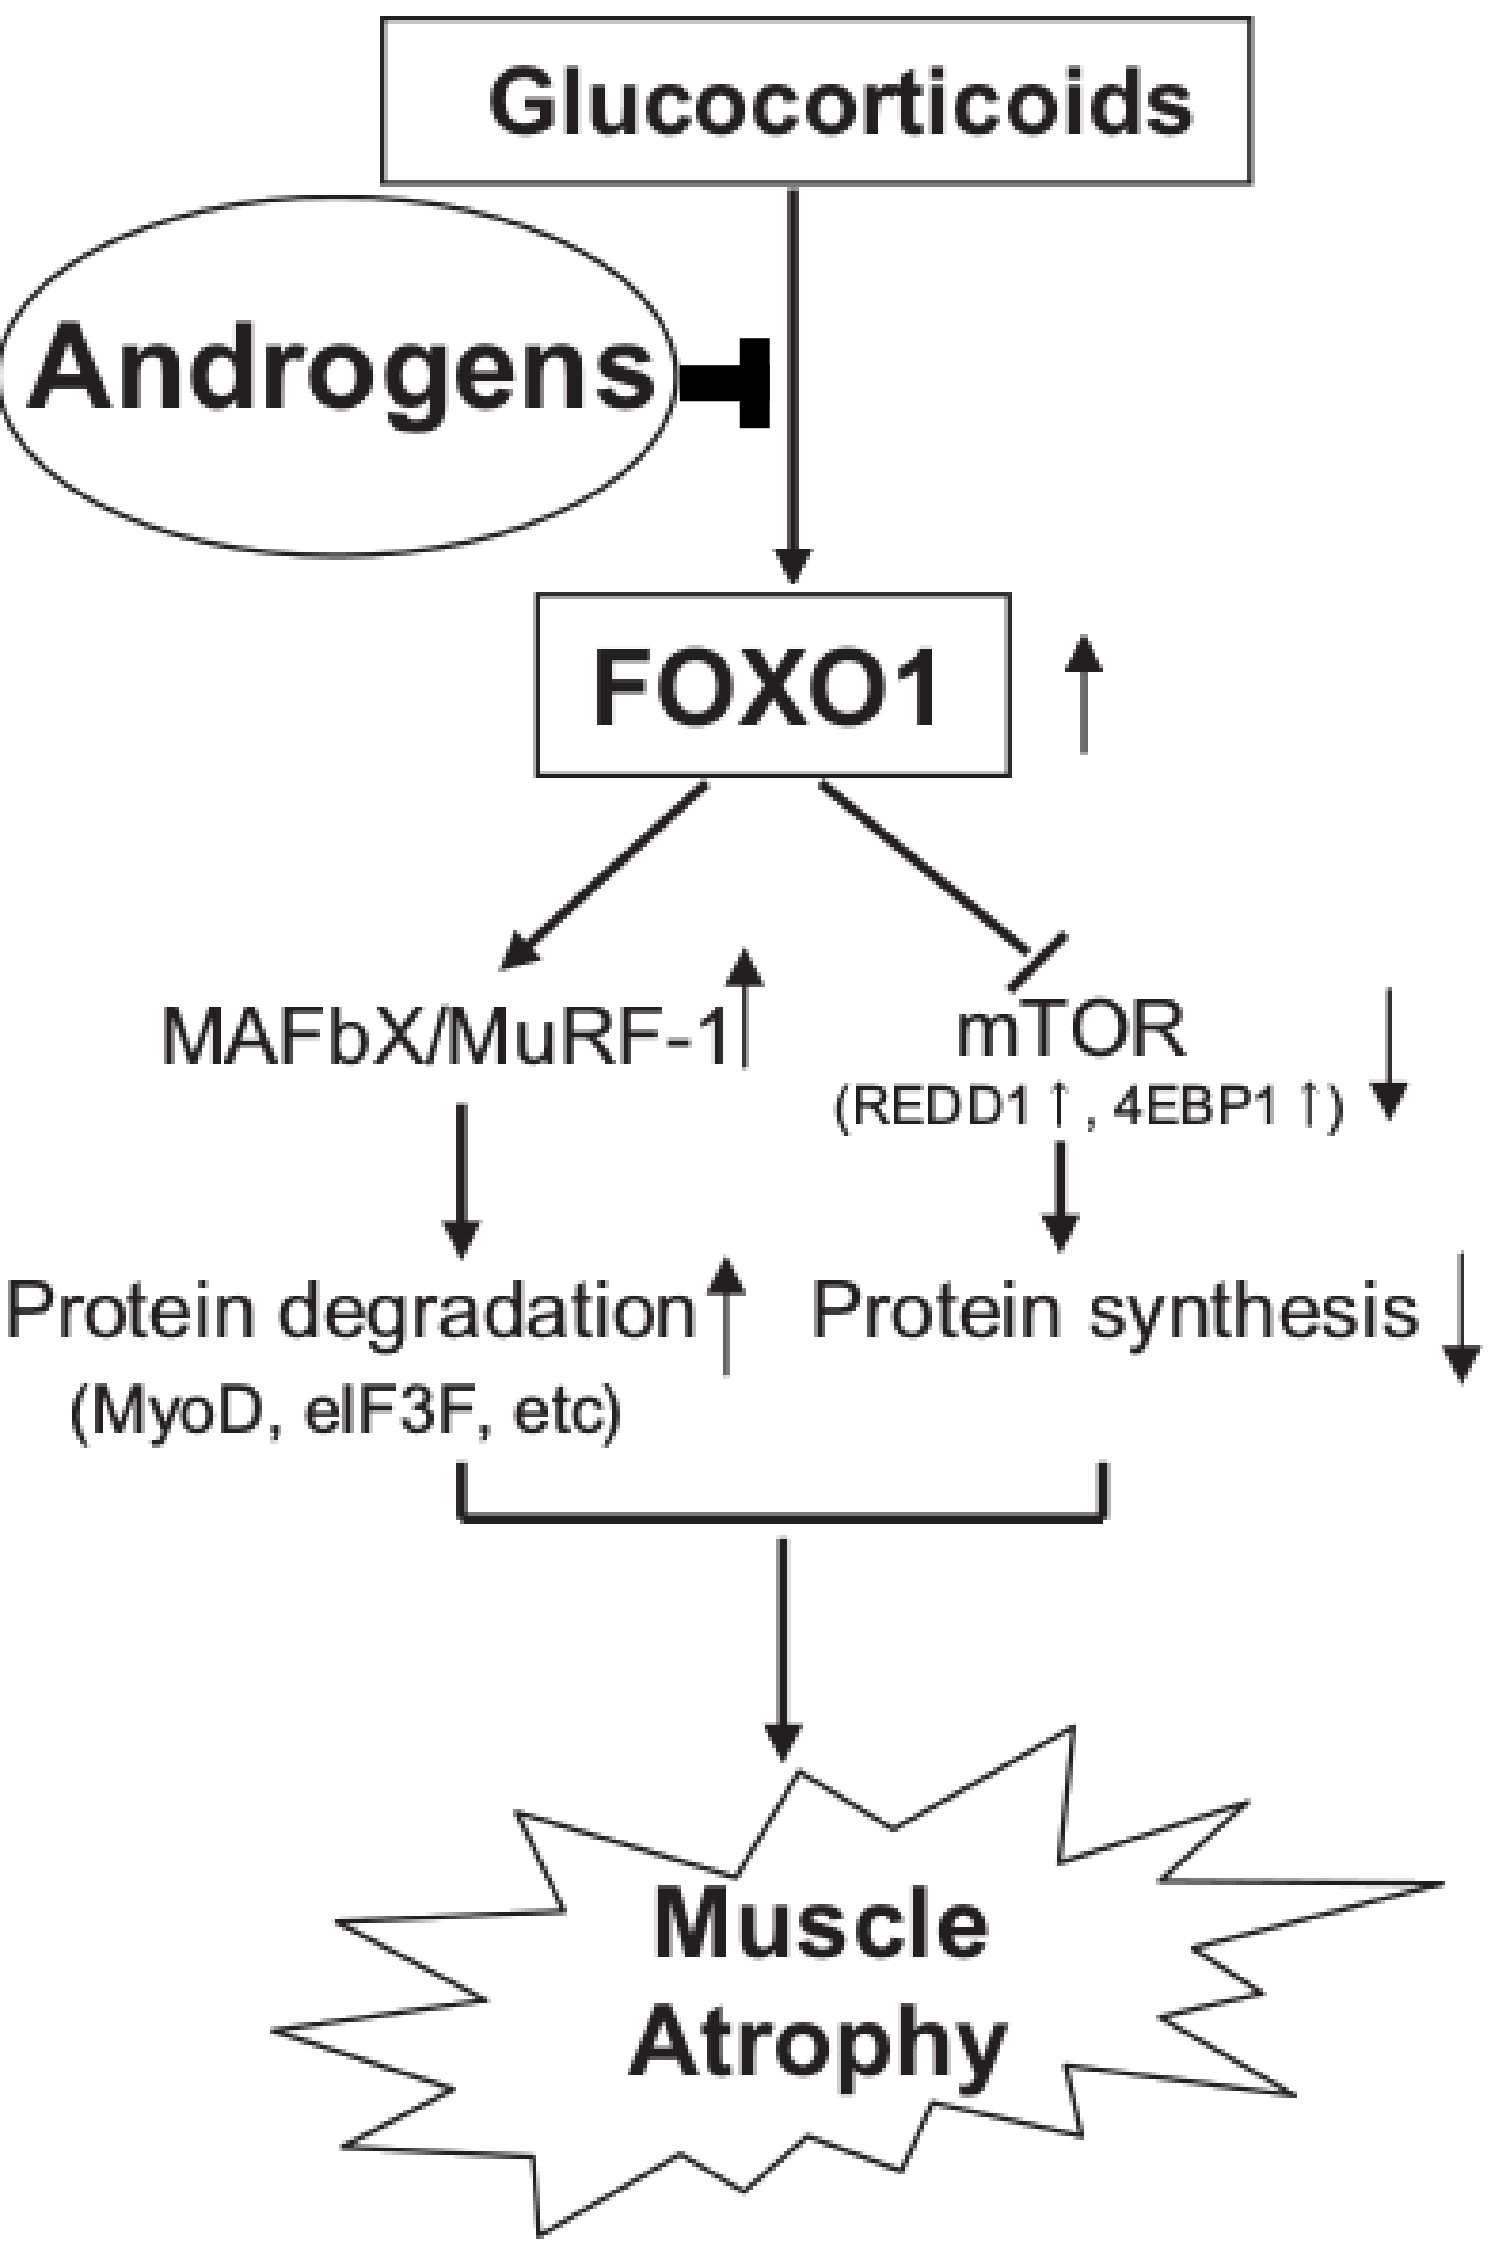 Glucocorticoids
Androgens
FOXO1
MAFbX/MuRF-1
mTOR
(REDD1 ↑, 4EBP1 ↑)
Protein degradation
Protein synthesis
(MyoD, eIF3F, etc)
Muscle
Atrophy